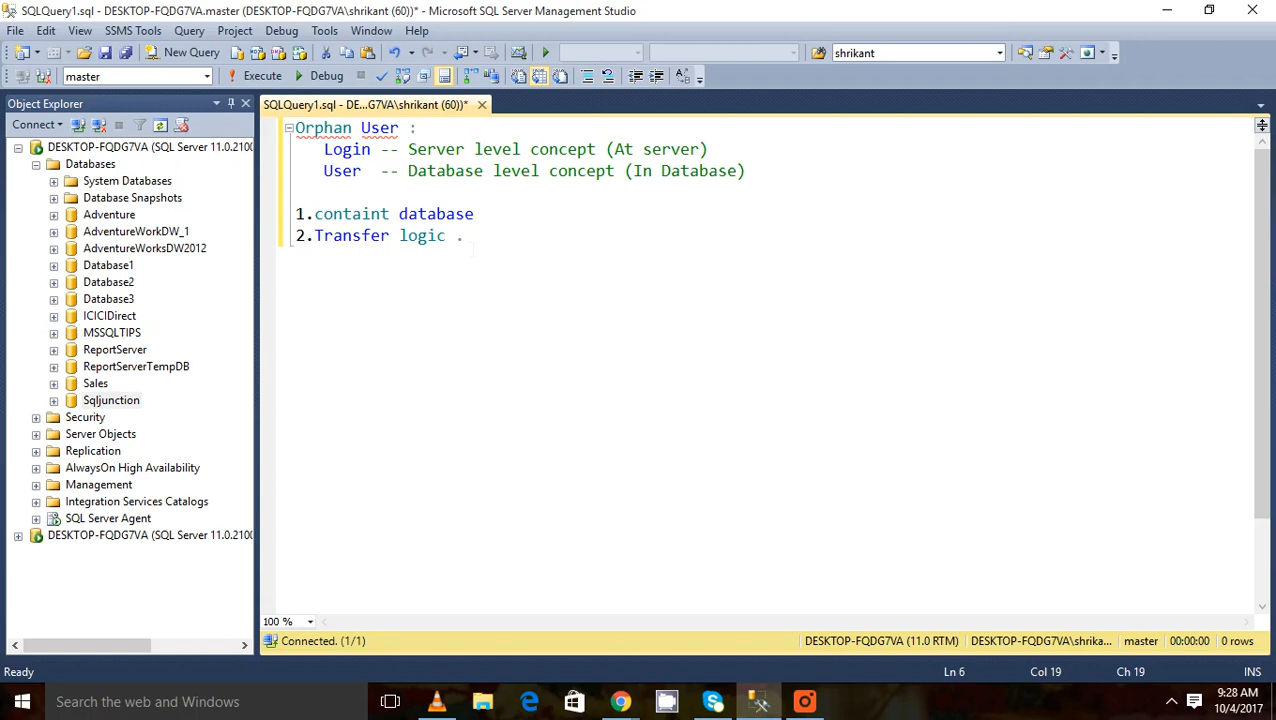 SQLQuery1.sql - DESKTOP-FQDG7VA.master (DESKTOP-FQDG7VA\shrikant (60))* - Microsoft SQL Server Management Studio
File Edit View SSMS Tools Query Project Debug Tools Window Help
New Query shrikant
master Execute Debug
Object Explorer
SQLQuery1.sql - DE...G7VA\shrikant (60))*
Connect
DESKTOP-FQDG7VA (SQL Server 11.0.2100
Databases
System Databases
Database Snapshots
Adventure
AdventureWorkDW_1
AdventureWorksDW2012
Database1
Database2
Database3
ICICIDirect
MSSQLTIPS
ReportServer
ReportServerTempDB
Sales
Sqljunction
Security
Server Objects
Replication
AlwaysOn High Availability
Management
Integration Services Catalogs
SQL Server Agent
DESKTOP-FQDG7VA (SQL Server 11.0.2100
Orphan User :
Login -- Server level concept (At server)
User -- Database level concept (In Database)
1.containt database
2.Transfer logic .
100 %
Connected. (1/1) DESKTOP-FQDG7VA (11.0 RTM) DESKTOP-FQDG7VA\shrika... master 00:00:00 0 rows
Ready Ln 6 Col 19 Ch 19 INS
Search the web and Windows
9:28 AM
10/4/2017